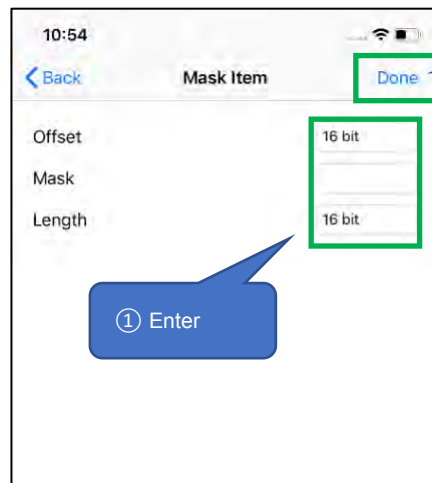 10:54
Back Mask Item Done
Offset 16 bit
Mask
Length 16 bit
① Enter